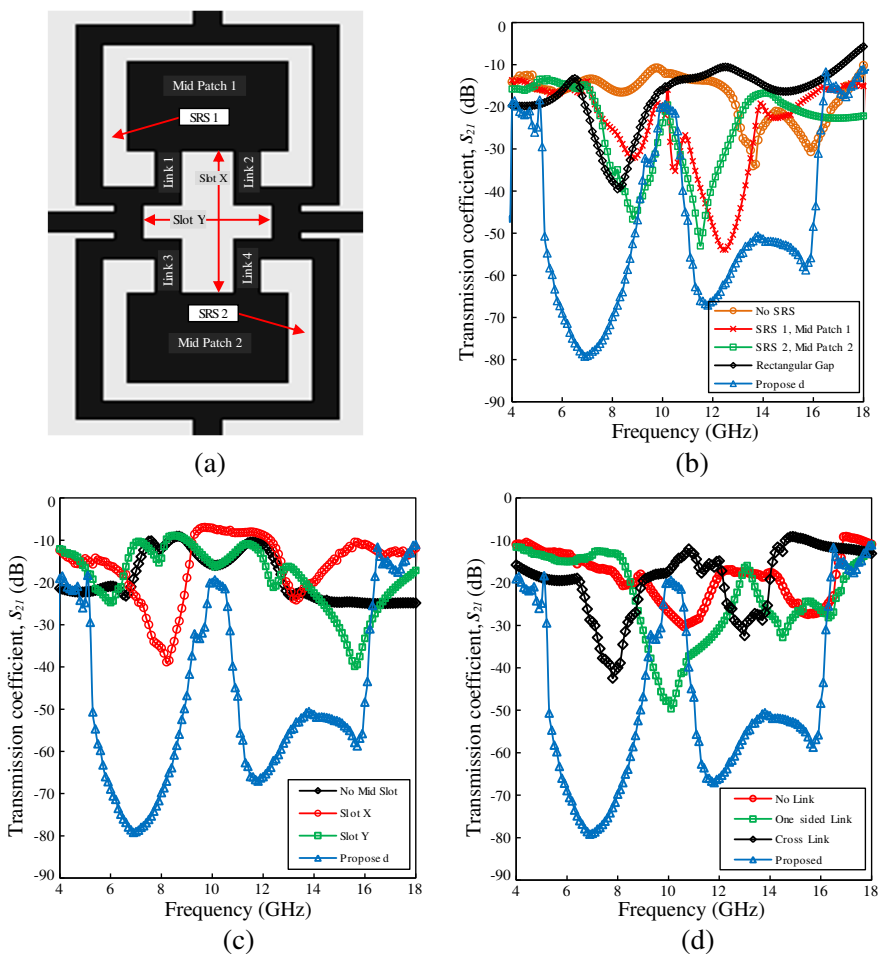 Mid Patch 1
SRS 1
Link 1
Link 2
Slot X
Slot Y
Link 3
Link 4
SRS 2
Mid Patch 2
(a)
Transmission coefficient, S21 (dB)
0
-10
-20
-30
-40
-50
-60
-70
-80
-90
4 6 8 10 12 14 16 18
Frequency (GHz)
No SRS
SRS 1, Mid Patch 1
SRS 2, Mid Patch 2
Rectangular Gap
Propose d
(b)
Transmission coefficient, S21 (dB)
0
-10
-20
-30
-40
-50
-60
-70
-80
-90
4 6 8 10 12 14 16 18
Frequency (GHz)
No Mid Slot
Slot X
Slot Y
Propose d
(c)
Transmission coefficient, S21 (dB)
0
-10
-20
-30
-40
-50
-60
-70
-80
-90
4 6 8 10 12 14 16 18
Frequency (GHz)
No Link
One sided Link
Cross Link
Proposed
(d)